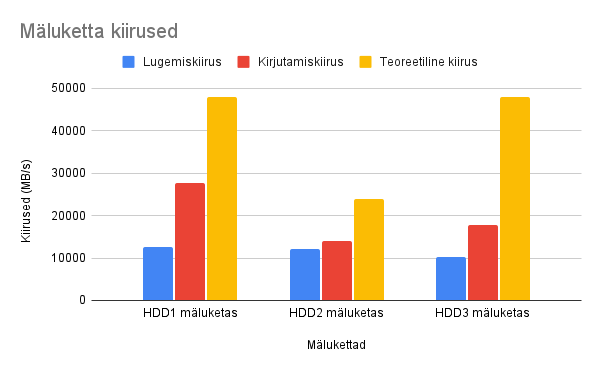 Mäluketta kiirused
Lugemiskiirus Kirjutamiskiirus Teoreetiline kiirus
50000
40000
30000
20000
10000
0
Kiirused (MB/s)
HDD1 mäluketas HDD2 mäluketas HDD3 mäluketas
Mälukettad